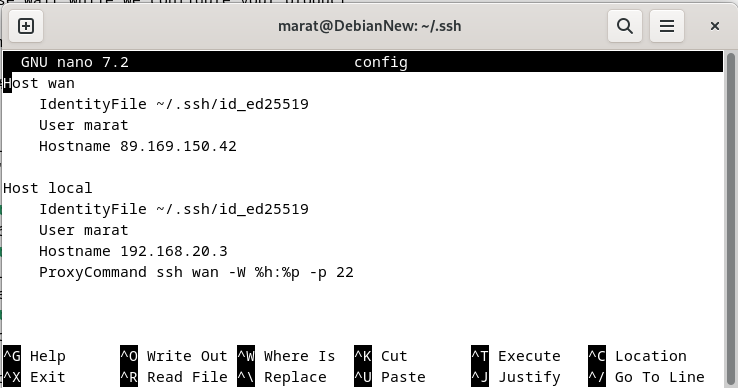 marat@DebianNew: ~/.ssh
GNU nano 7.2 config
Host wan
    IdentityFile ~/.ssh/id_ed25519
    User marat
    Hostname 89.169.150.42

Host local
    IdentityFile ~/.ssh/id_ed25519
    User marat
    Hostname 192.168.20.3
    ProxyCommand ssh wan -W %h:%p -p 22

^G Help ^O Write Out ^W Where Is ^K Cut ^T Execute ^C Location
^X Exit ^R Read File ^\ Replace ^U Paste ^J Justify ^/ Go To Line